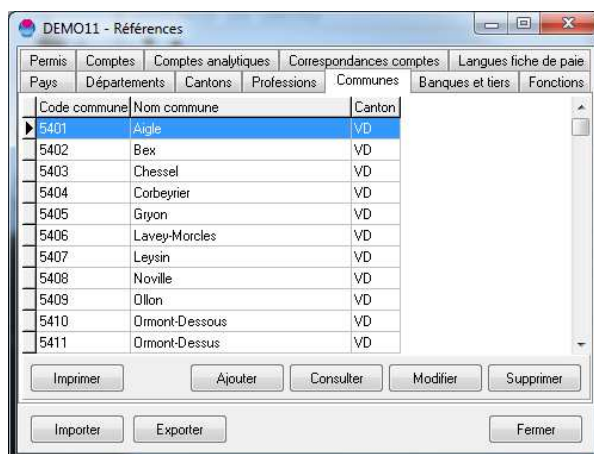 DEMO11 - Références
Permis Comptes Comptes analytiques Correspondances comptes Langues fiche de paie
Pays Départements Cantons Professions Communes Banques et tiers Fonctions
Code commune Nom commune Canton
5401 Aigle VD
5402 Bex VD
5403 Chessel VD
5404 Corbeyrier VD
5405 Gryon VD
5406 Lavey-Morcles VD
5407 Leysin VD
5408 Noville VD
5409 Ollon VD
5410 Ormont-Dessous VD
5411 Ormont-Dessus VD
Imprimer Ajouter Consulter Modifier Supprimer
Importer Exporter Fermer